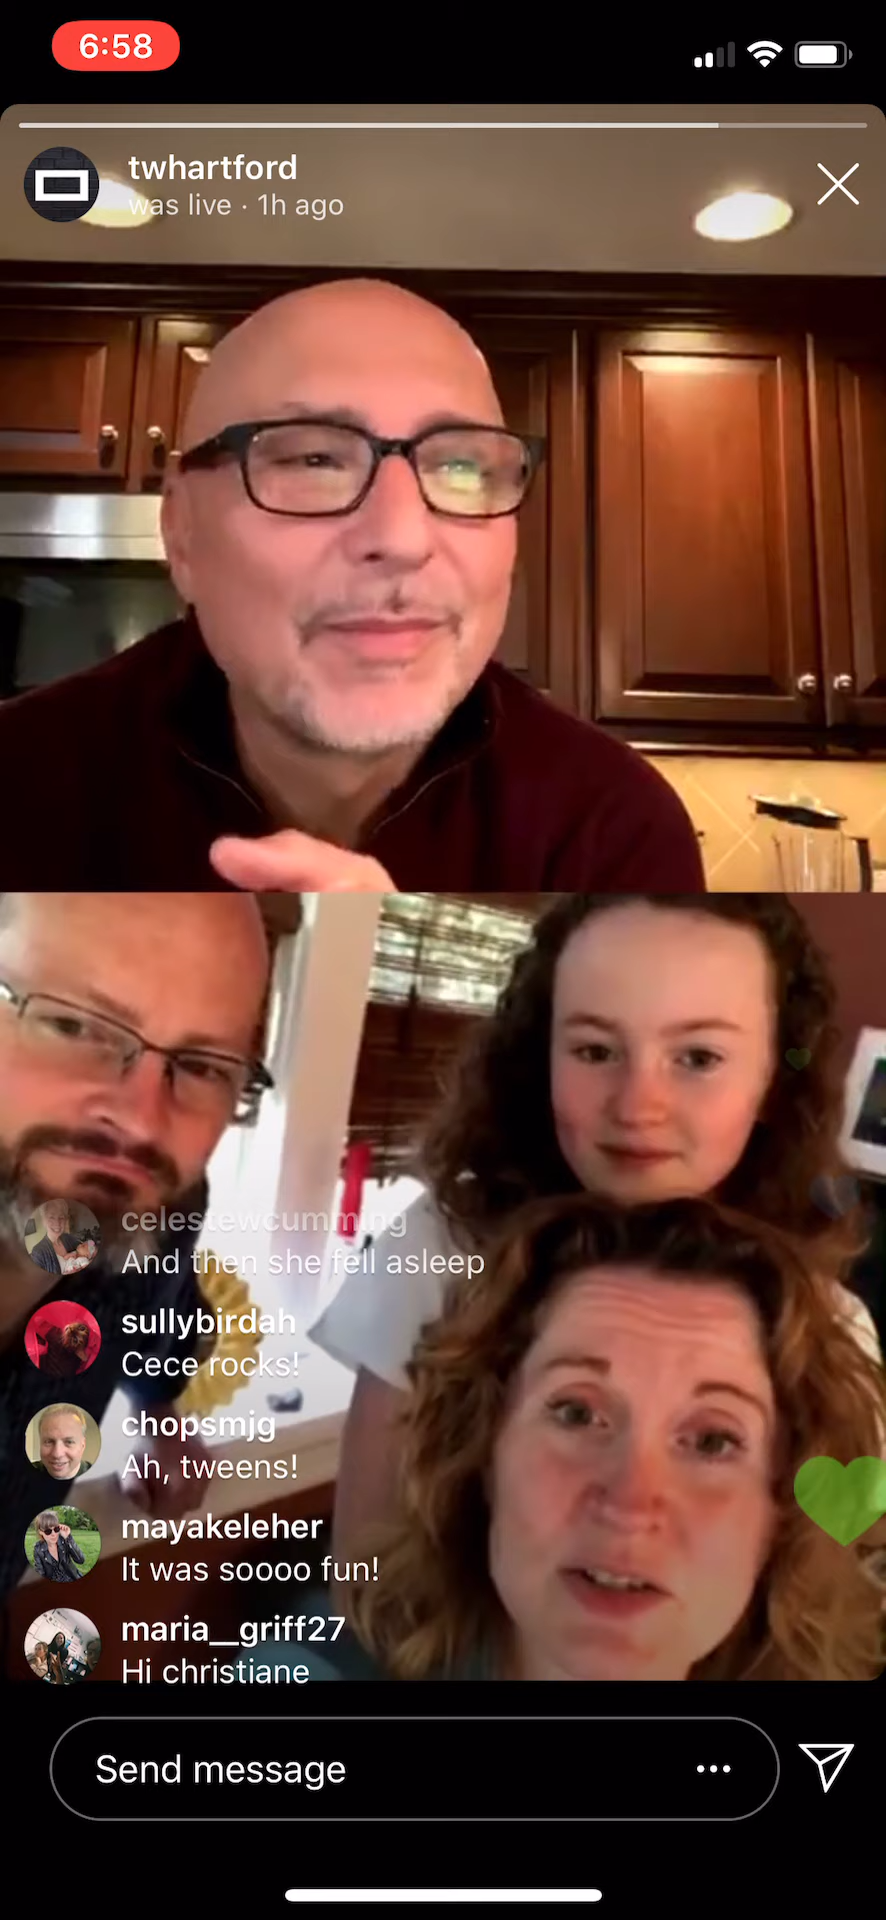 6:58
twhartford
was live · 1h ago
celestewcumming
And then she fell asleep
sullybirdah
Cece rocks!
chopsmjg
Ah, tweens!
mayakeleher
It was soooo fun!
maria__griff27
Hi christiane
Send message